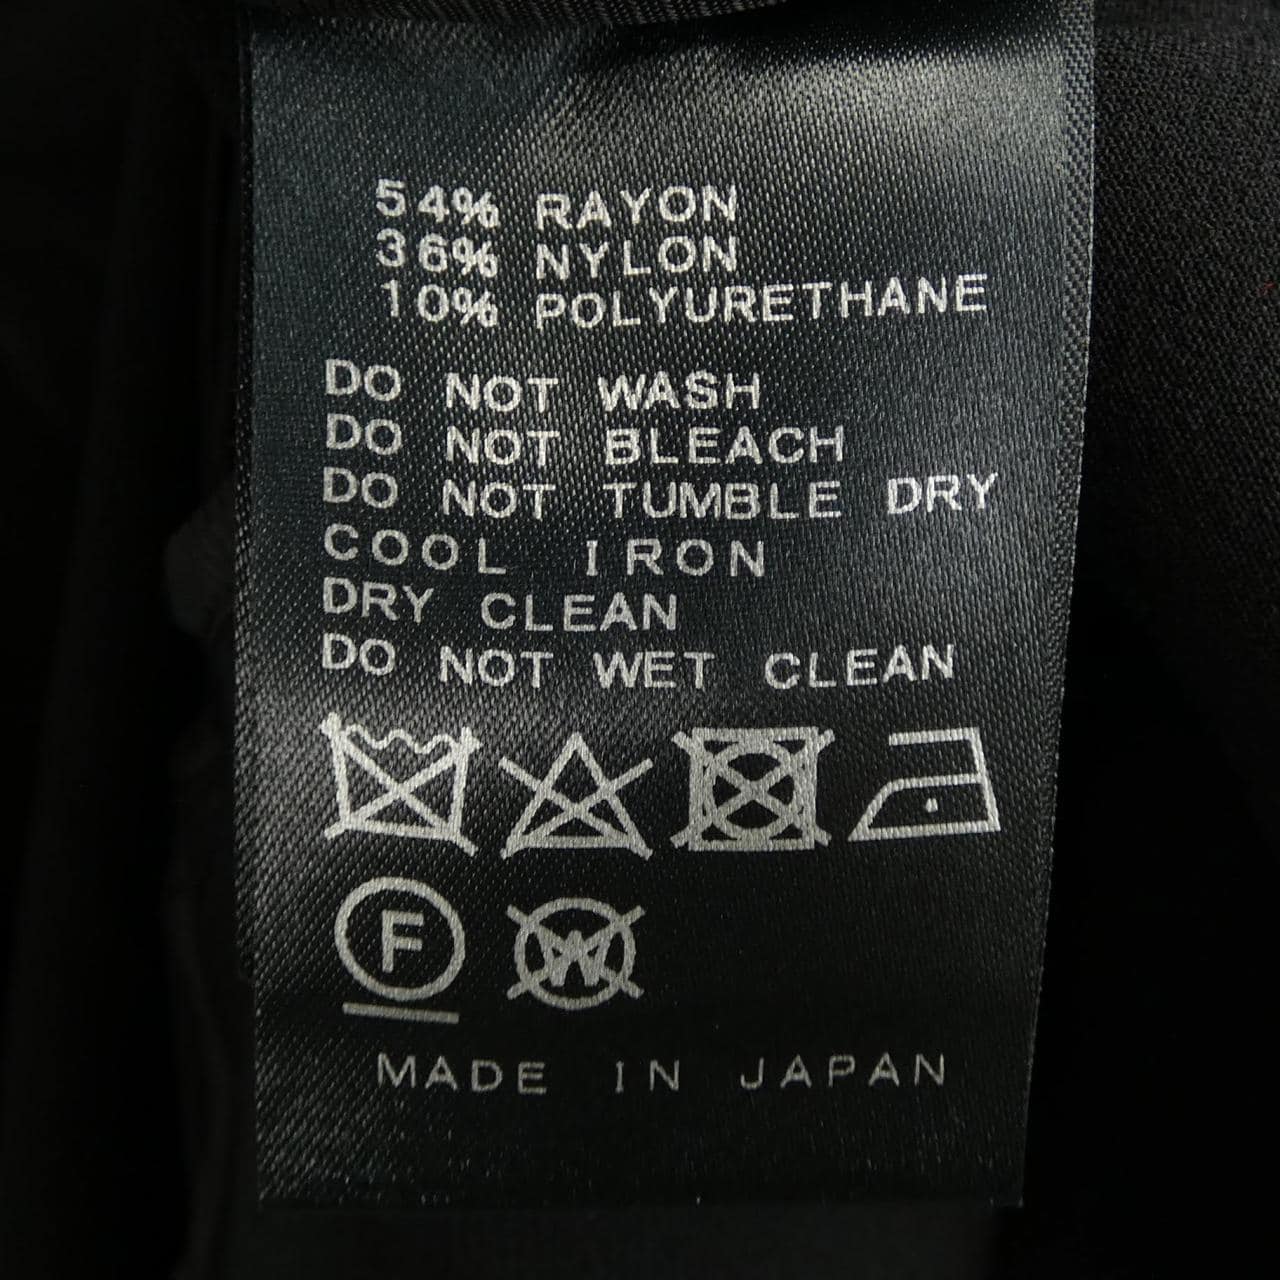 54% RAYON
36% NYLON
10% POLYURETHANE
DO NOT WASH
DO NOT BLEACH
DO NOT TUMBLE DRY
COOL IRON
DRY CLEAN
DO NOT WET CLEAN
F W
MADE IN JAPAN